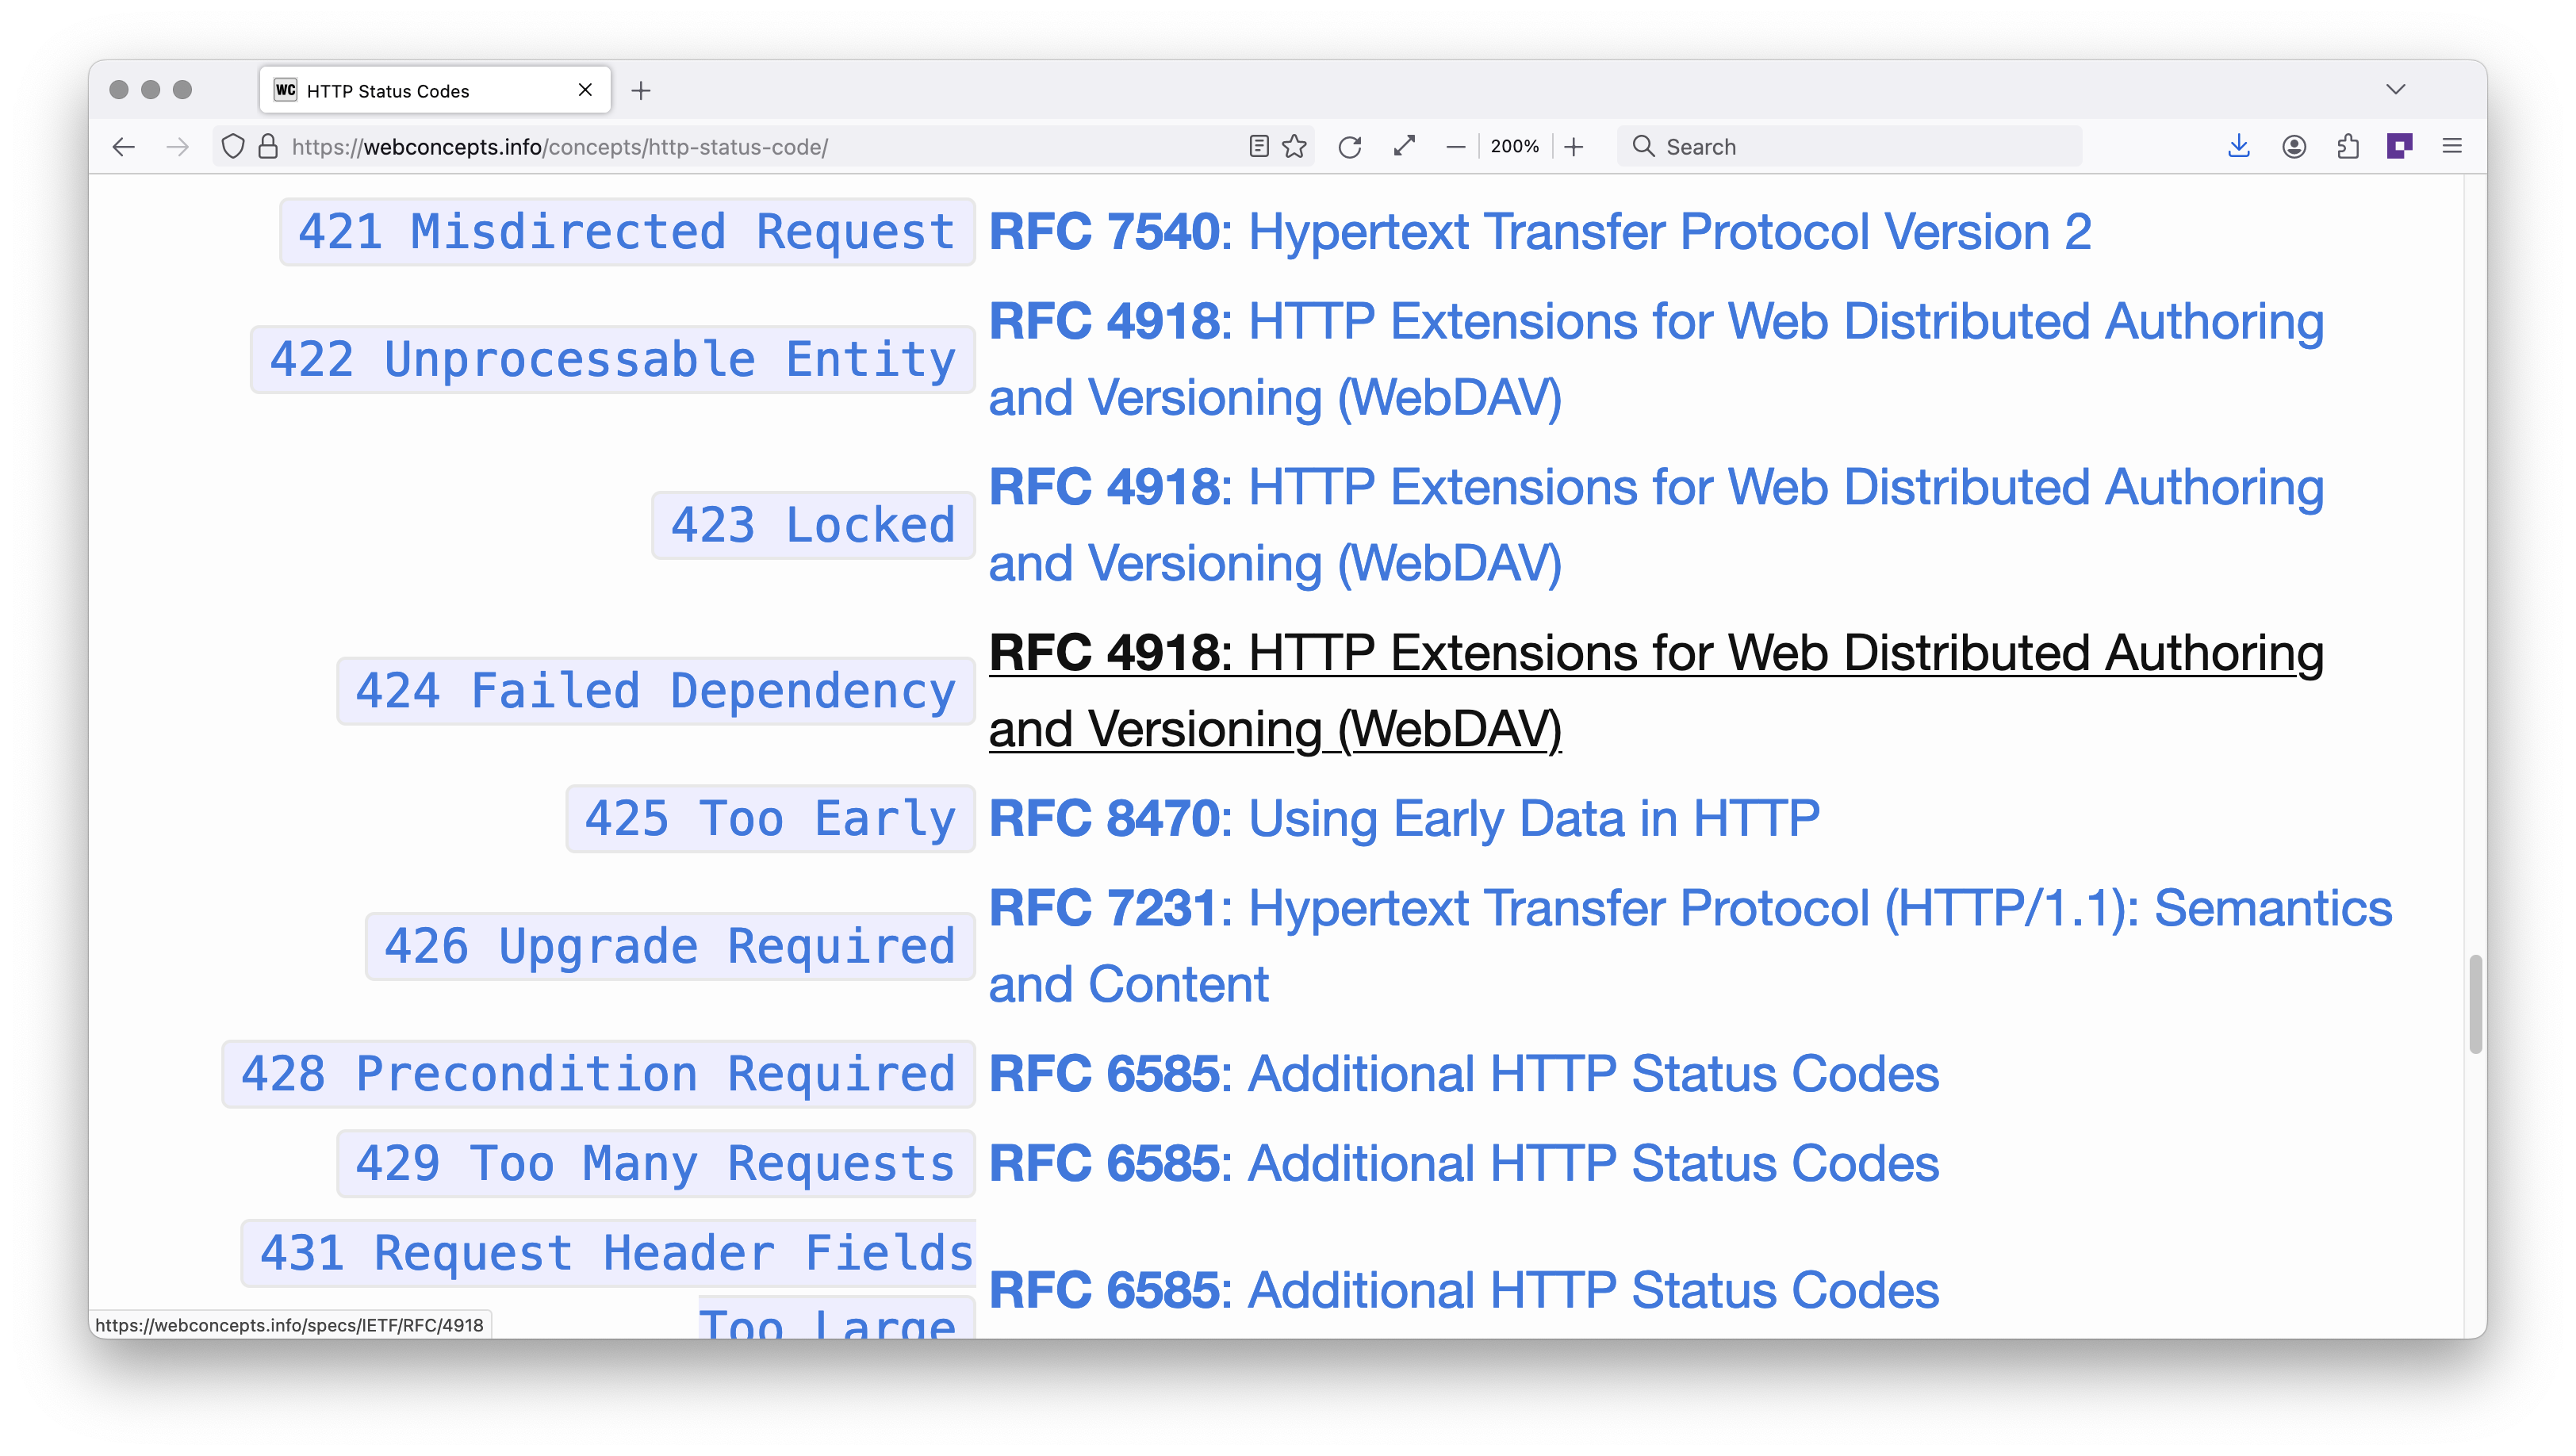 WC HTTP Status Codes
https://webconcepts.info/concepts/http-status-code/
200%
Search
421 Misdirected Request
RFC 7540: Hypertext Transfer Protocol Version 2
422 Unprocessable Entity
RFC 4918: HTTP Extensions for Web Distributed Authoring
and Versioning (WebDAV)
423 Locked
RFC 4918: HTTP Extensions for Web Distributed Authoring
and Versioning (WebDAV)
424 Failed Dependency
RFC 4918: HTTP Extensions for Web Distributed Authoring
and Versioning (WebDAV)
425 Too Early
RFC 8470: Using Early Data in HTTP
426 Upgrade Required
RFC 7231: Hypertext Transfer Protocol (HTTP/1.1): Semantics
and Content
428 Precondition Required
RFC 6585: Additional HTTP Status Codes
429 Too Many Requests
RFC 6585: Additional HTTP Status Codes
431 Request Header Fields
Too Large
RFC 6585: Additional HTTP Status Codes
https://webconcepts.info/specs/IETF/RFC/4918